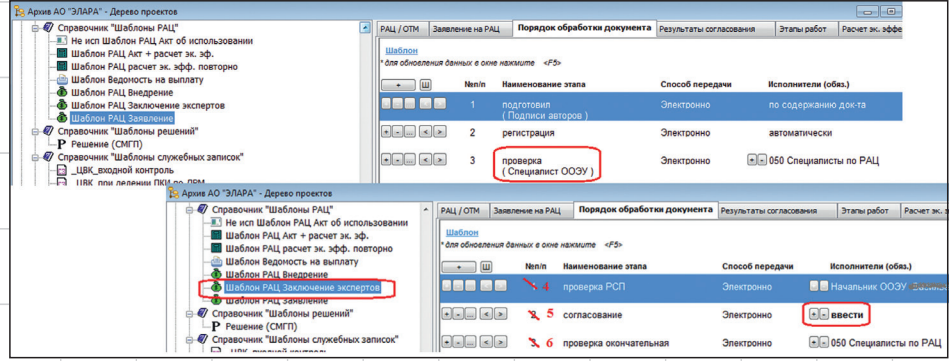 Архив АО "ЭЛАРА" - Дерево проектов
Справочник "Шаблоны РАЦ"
Не исп Шаблон РАЦ Акт об использовании
Шаблон РАЦ Акт + расчет эк. эф.
Шаблон РАЦ расчет эк. эфф. повторно
Шаблон Ведомость на выплату
Шаблон РАЦ Внедрение
Шаблон РАЦ Заключение экспертов
Шаблон РАЦ Заявление
Справочник "Шаблоны решений"
Решение (СМГП)
Справочник "Шаблоны служебных записок"
_ЦВК_входной контроль
РАЦ / ОТМ Заявление на РАЦ Порядок обработки документа Результаты согласования Этапы работ Расчет эк. эффе
Шаблон
* для обновления данных в окне нажмите <F5>
+ Ш №п/п Наименование этапа Способ передачи Исполнители (обяз.)
1 подготовил Электронно по содержанию док-та
( Подписи авторов )
+ - ... < > 2 регистрация Электронно автоматически
+ - ... < > 3 проверка Электронно + - 050 Специалисты по РАЦ
( Специалист ООЭУ )
Архив АО "ЭЛАРА" - Дерево проектов
Справочник "Шаблоны РАЦ"
Не исп Шаблон РАЦ Акт об использовании
Шаблон РАЦ Акт + расчет эк. эф.
Шаблон РАЦ расчет эк. эфф. повторно
Шаблон Ведомость на выплату
Шаблон РАЦ Внедрение
Шаблон РАЦ Заключение экспертов
Шаблон РАЦ Заявление
Справочник "Шаблоны решений"
Р Решение (СМГП)
Справочник "Шаблоны служебных записок"
РАЦ / ОТМ Заявление на РАЦ Порядок обработки документа Результаты согласования Этапы работ Расчет эк.
Шаблон
* для обновления данных в окне нажмите <F5>
+ Ш №п/п Наименование этапа Способ передачи Исполнители (обяз.)
1 4 проверка РСП Электронно Начальник ООЭУ
+ - ... < > 2 5 согласование Электронно + - ввести
+ - ... < > 3 6 проверка окончательная Электронно + - 050 Специалисты по РАЦ